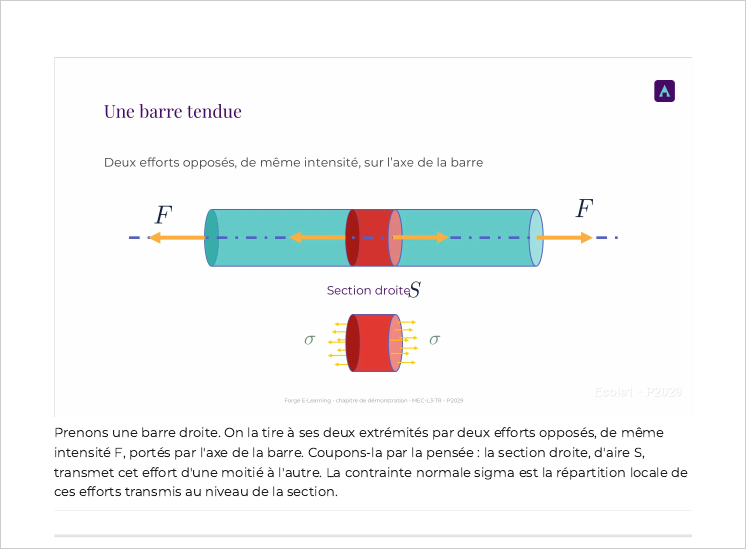 Une barre tendue
Deux efforts opposés, de même intensité, sur l'axe de la barre
F
F
Section droite S
σ
σ
Forge E-Learning - chapitre de démonstration - MEC-L3-TR - P2029
- P2029
Prenons une barre droite. On la tire à ses deux extrémités par deux efforts opposés, de même
intensité F, portés par l'axe de la barre. Coupons-la par la pensée : la section droite, d'aire S,
transmet cet effort d'une moitié à l'autre. La contrainte normale sigma est la répartition locale de
ces efforts transmis au niveau de la section.